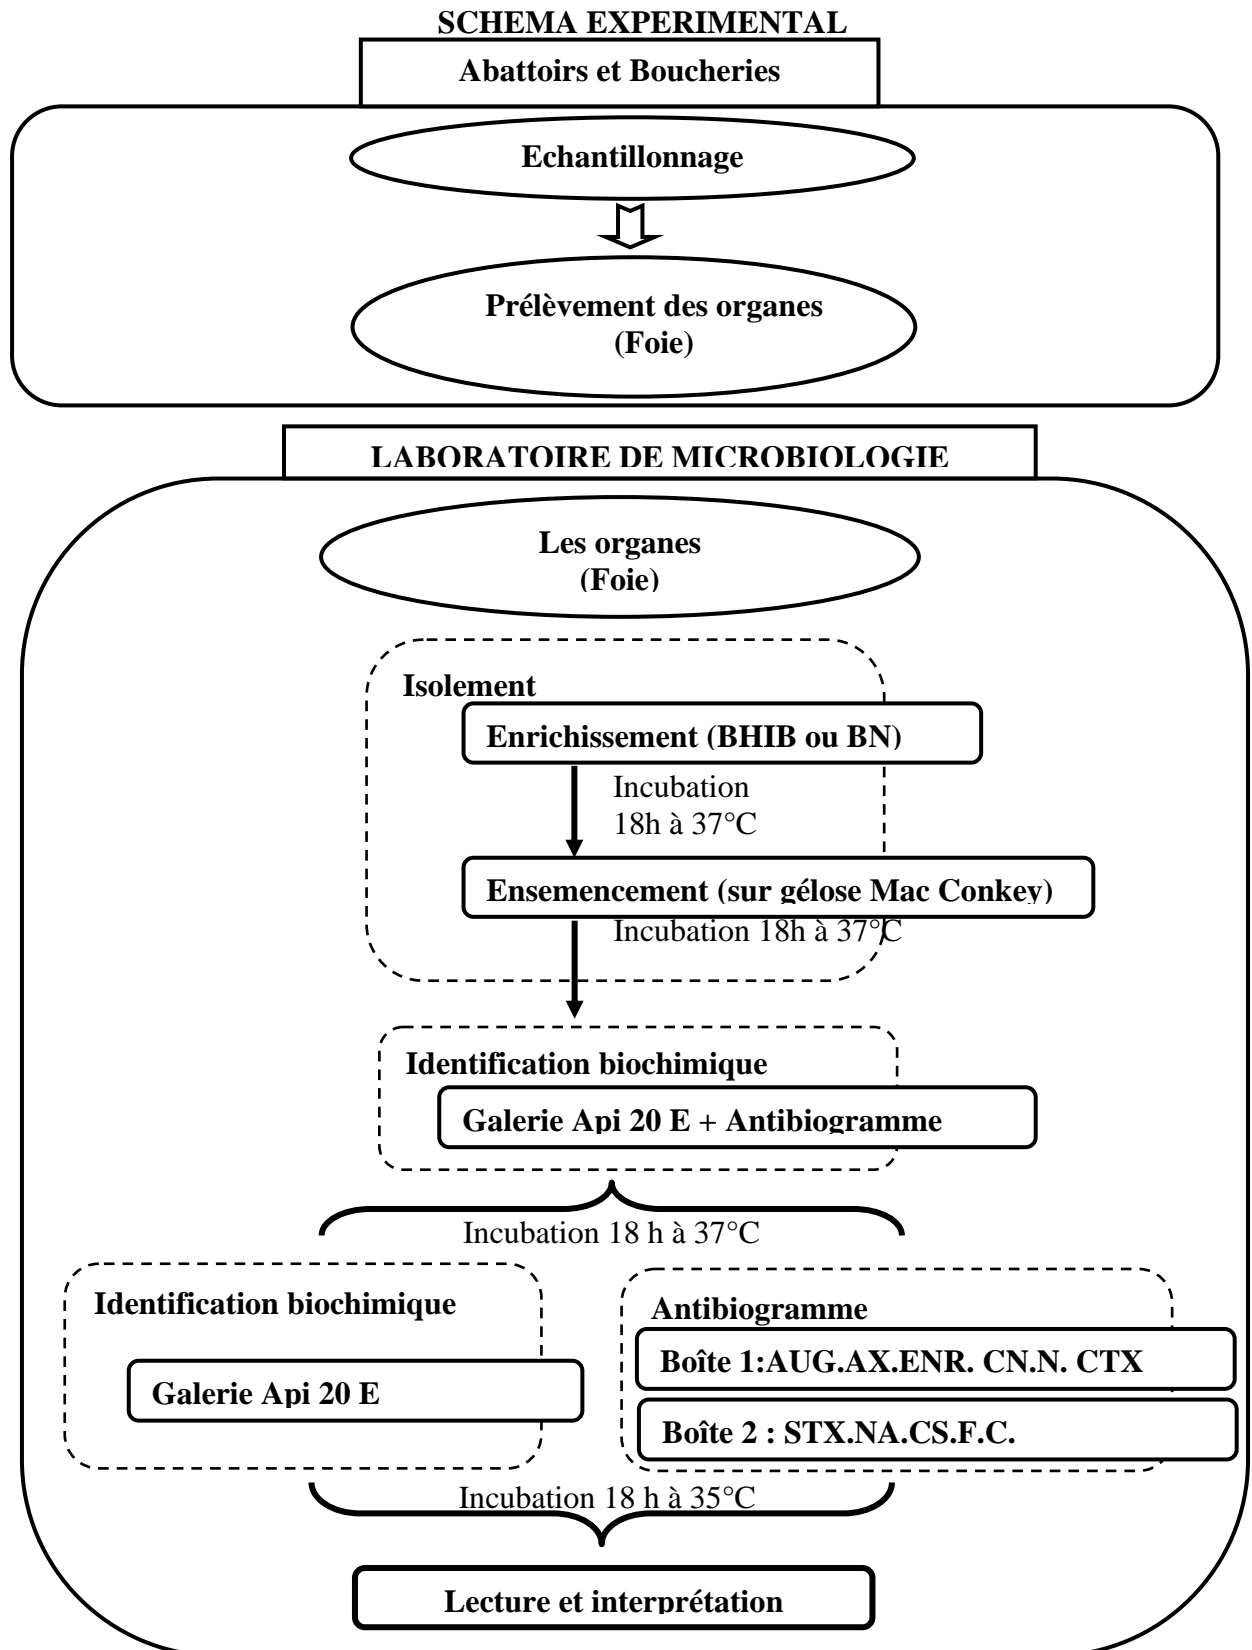 SCHEMA EXPERIMENTAL
Abattoirs et Boucheries
Echantillonnage
Prélèvement des organes
(Foie)
LABORATOIRE DE MICROBIOLOGIE
Les organes
(Foie)
Isolement
Enrichissement (BHIB ou BN)
Incubation
18h à 37°C
Ensemencement (sur gélose Mac Conkey)
Incubation 18h à 37°C
Identification biochimique
Galerie Api 20 E + Antibiogramme
Incubation 18 h à 37°C
Identification biochimique
Galerie Api 20 E
Antibiogramme
Boîte 1:AUG.AX.ENR. CN.N. CTX
Boîte 2 : STX.NA.CS.F.C.
Incubation 18 h à 35°C
Lecture et interprétation